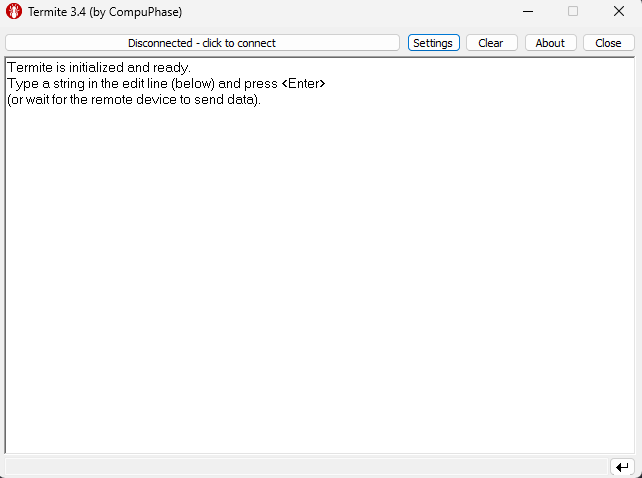 Termite 3.4 (by CompuPhase)
Disconnected - click to connect
Settings
Clear
About
Close
Termite is initialized and ready.
Type a string in the edit line (below) and press <Enter>
(or wait for the remote device to send data).